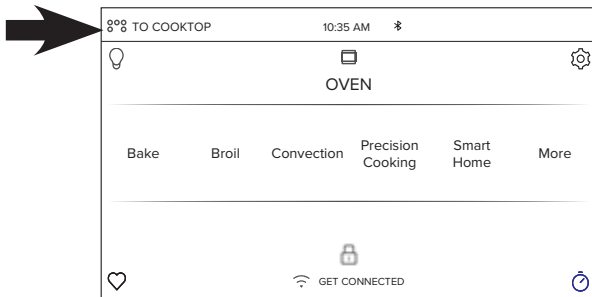 TO COOKTOP 10:35 AM
OVEN
Bake Broil Convection Precision Cooking Smart Home More
GET CONNECTED